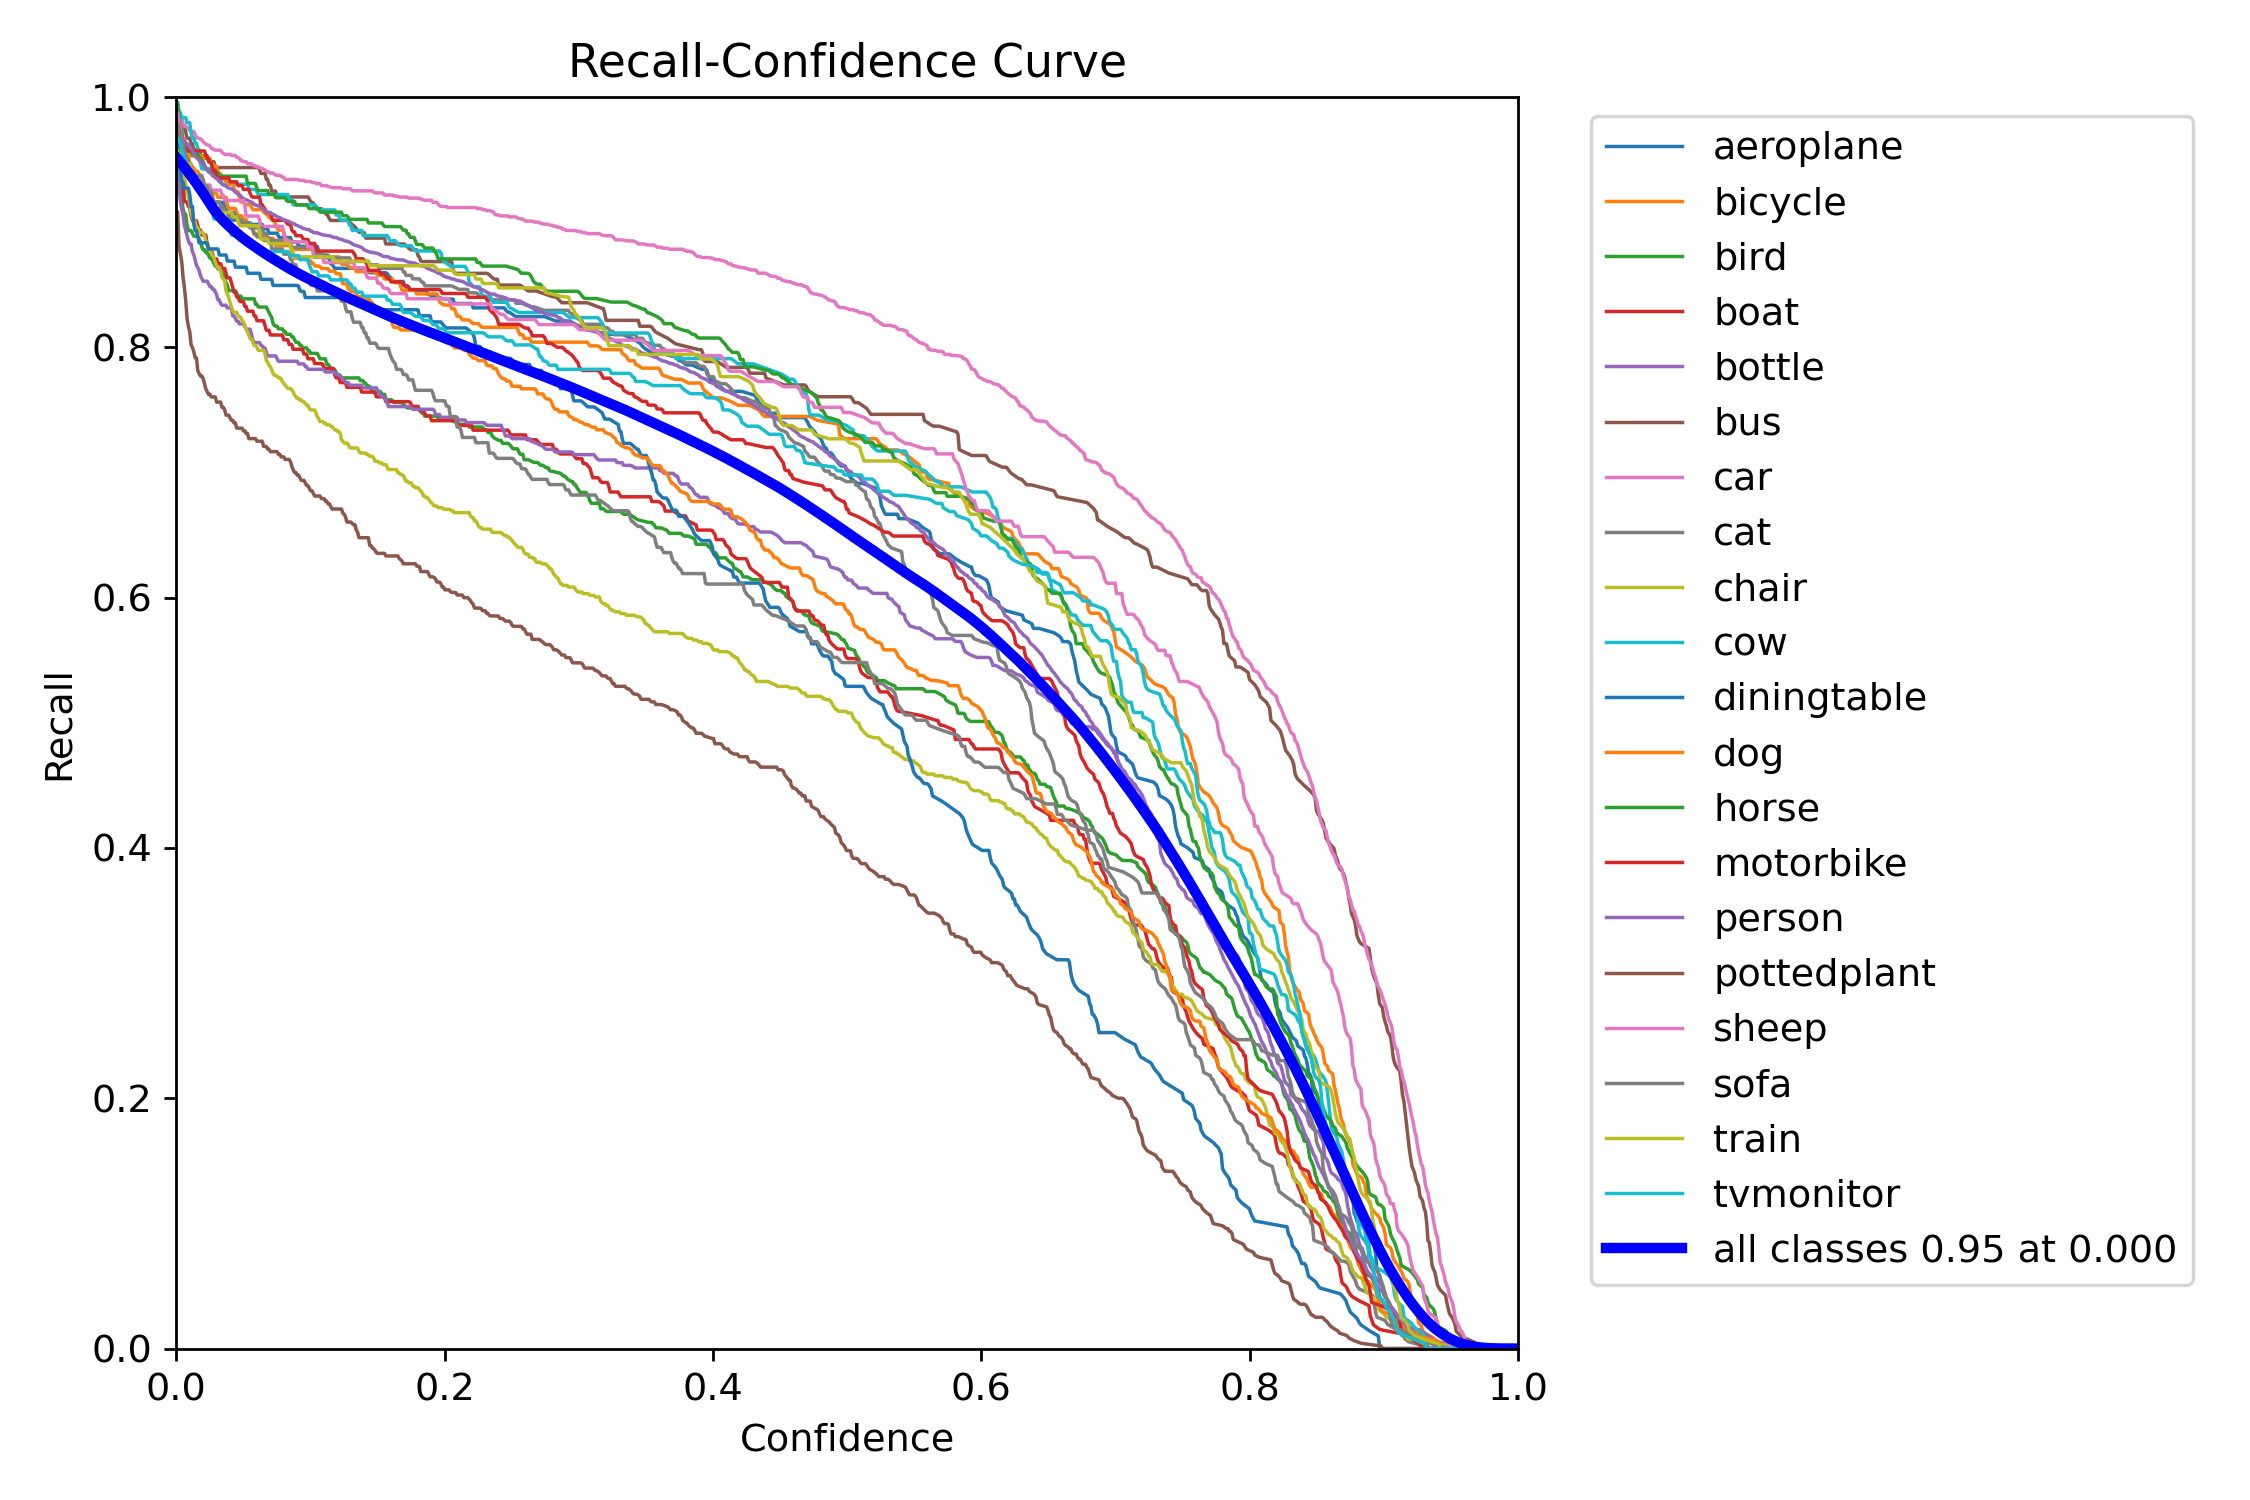 Recall-Confidence Curve
1.0
0.8
0.6
0.4
0.2
0.0
Recall
0.0 0.2 0.4 0.6 0.8 1.0
Confidence
aeroplane
bicycle
bird
boat
bottle
bus
car
cat
chair
cow
diningtable
dog
horse
motorbike
person
pottedplant
sheep
sofa
train
tvmonitor
all classes 0.95 at 0.000